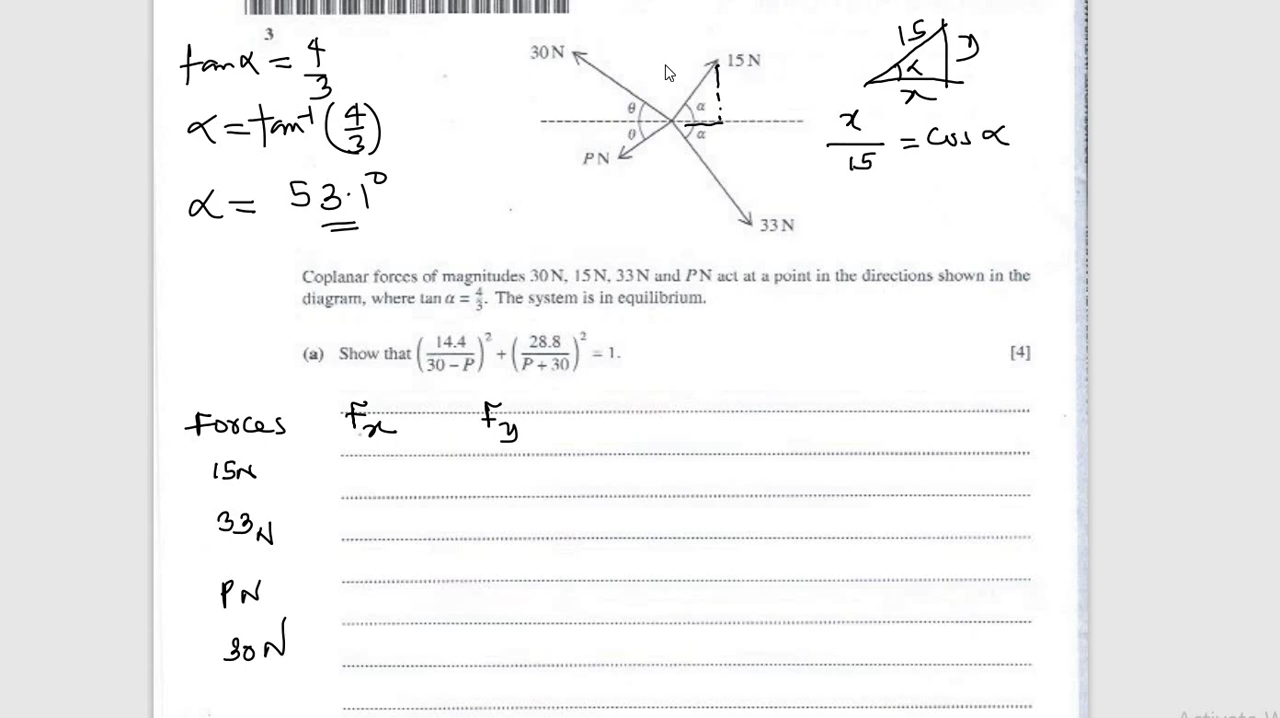 3
tanα = 4/3
α = tan⁻¹(4/3)
α = 53.1°
30 N
15 N
θ
α
θ
α
P N
33 N
15
α
x
x/15 = cos α
Coplanar forces of magnitudes 30 N, 15 N, 33 N and P N act at a point in the directions shown in the
diagram, where tan α = 4/3. The system is in equilibrium.
(a) Show that (14.4/(30 − P))² + (28.8/(P + 30))² = 1. [4]
Forces Fx Fy
15N
33N
PN
30N